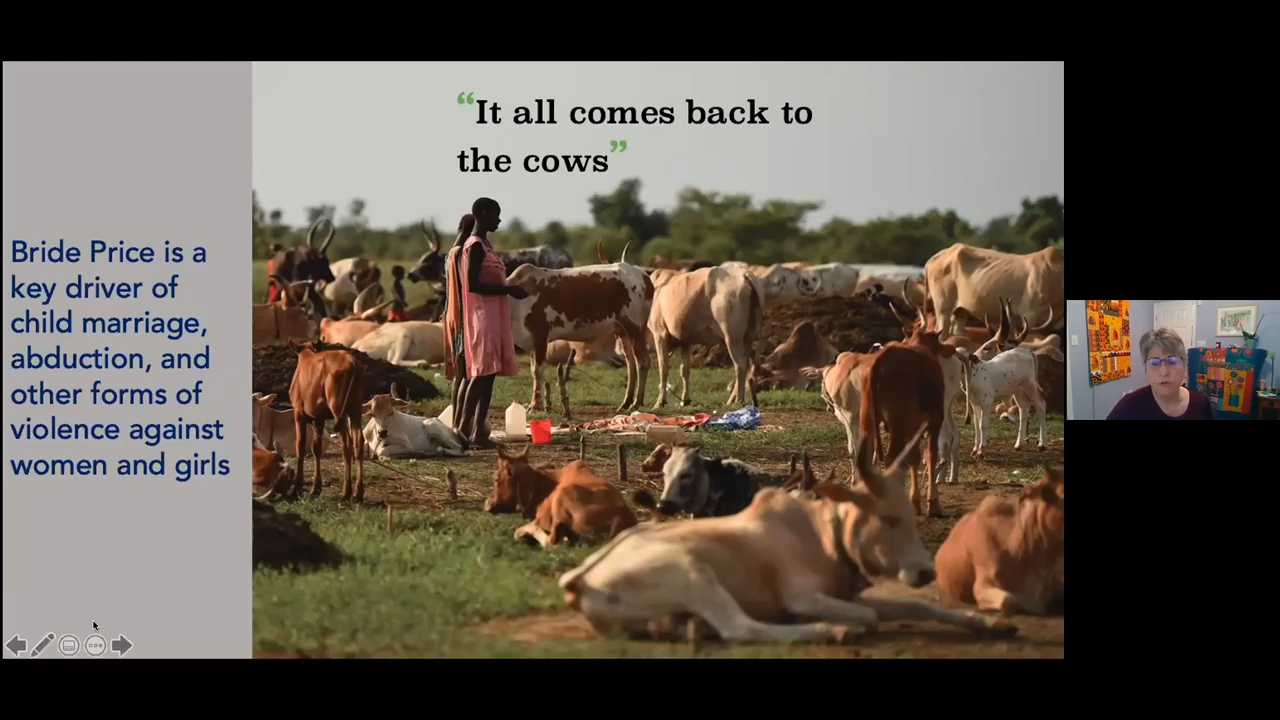 “It all comes back to
the cows”
Bride Price is a
key driver of
child marriage,
abduction, and
other forms of
violence against
women and girls